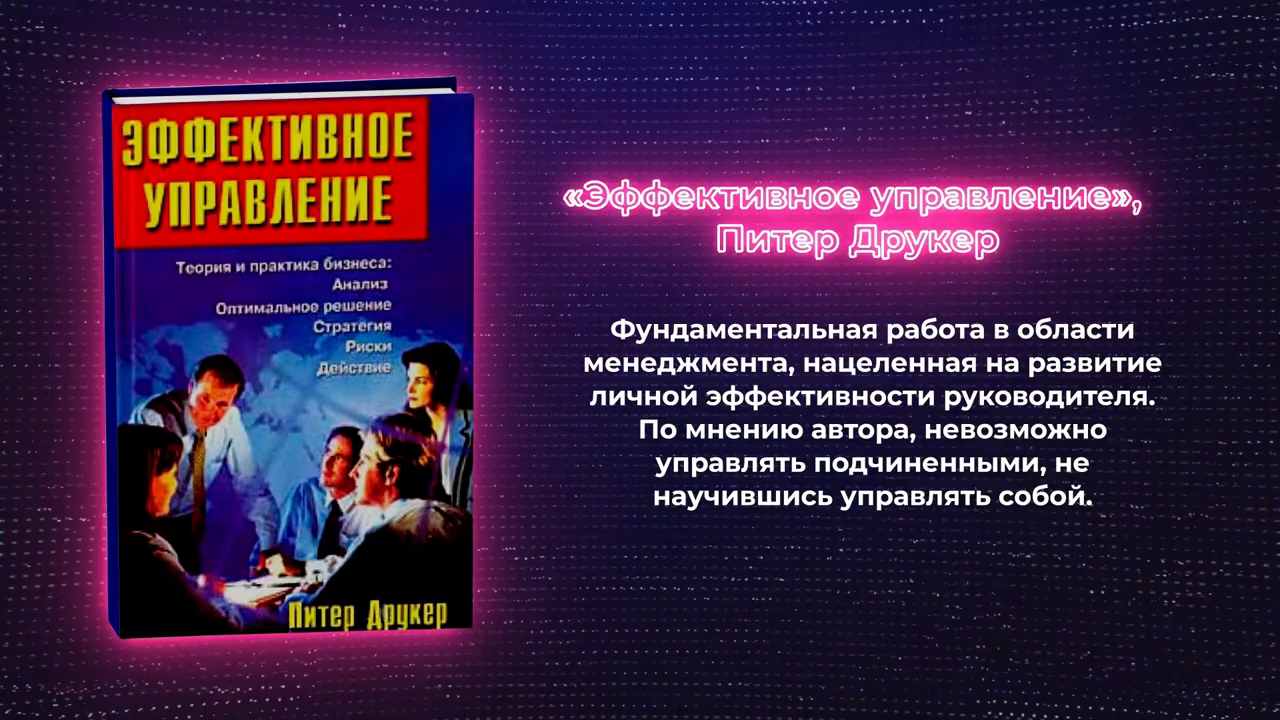 ЭФФЕКТИВНОЕ
УПРАВЛЕНИЕ
Теория и практика бизнеса:
Анализ
Оптимальное решение
Стратегия
Риски
Действие
Питер Друкер
«Эффективное управление»,
Питер Друкер
Фундаментальная работа в области
менеджмента, нацеленная на развитие
личной эффективности руководителя.
По мнению автора, невозможно
управлять подчиненными, не
научившись управлять собой.